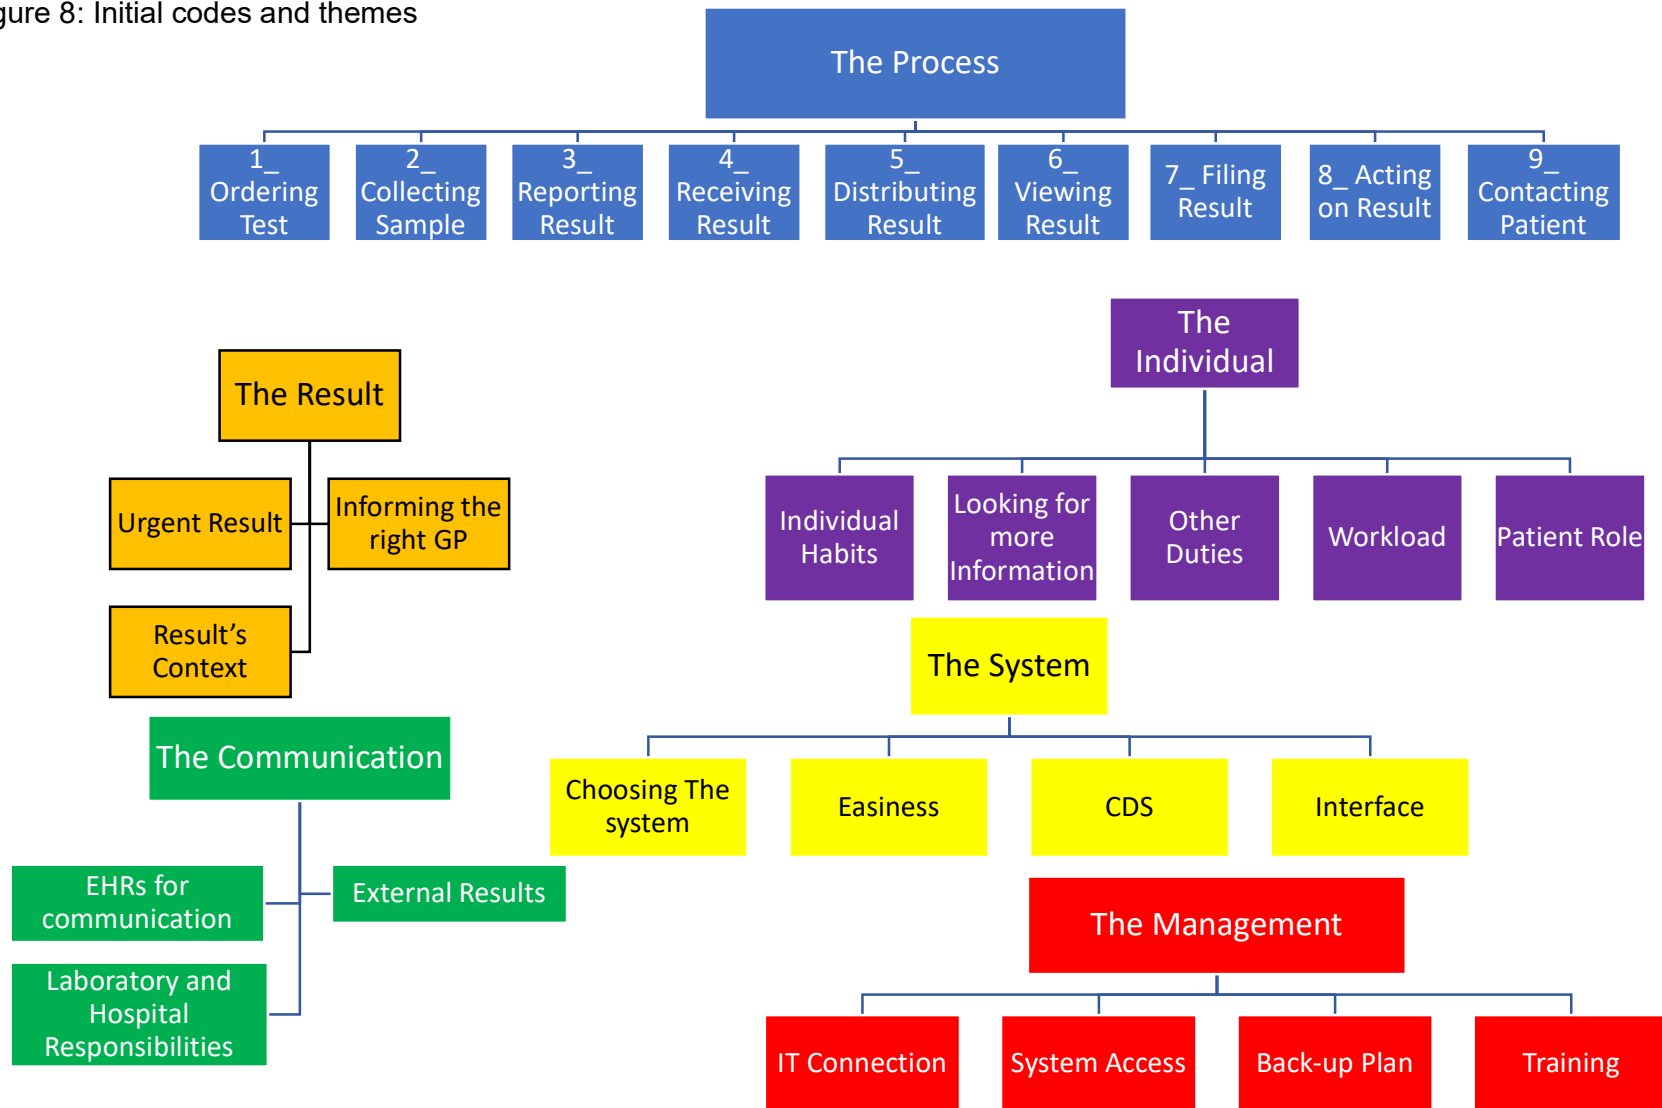 gure 8: Initial codes and themes
The Process
1_
Ordering
Test
2_
Collecting
Sample
3_
Reporting
Result
4_
Receiving
Result
5_
Distributing
Result
6_
Viewing
Result
7_ Filing
Result
8_ Acting
on Result
9_
Contacting
Patient
The
Individual
Individual
Habits
Looking for
more
Information
Other
Duties
Workload
Patient Role
The Result
Urgent Result
Informing the
right GP
Result’s
Context
The System
Choosing The
system
Easiness
CDS
Interface
The Communication
EHRs for
communication
External Results
Laboratory and
Hospital
Responsibilities
The Management
IT Connection
System Access
Back-up Plan
Training